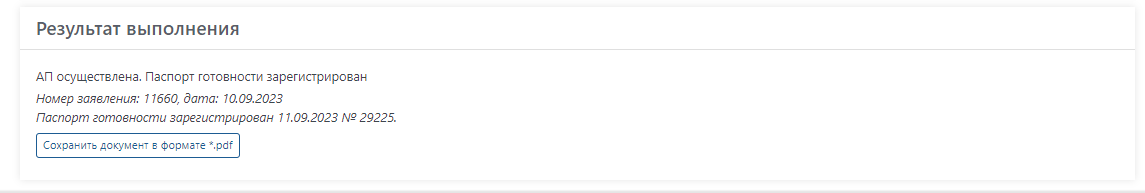 Результат выполнения
АП осуществлена. Паспорт готовности зарегистрирован
Номер заявления: 11660, дата: 10.09.2023
Паспорт готовности зарегистрирован 11.09.2023 № 29225.
Сохранить документ в формате *.pdf